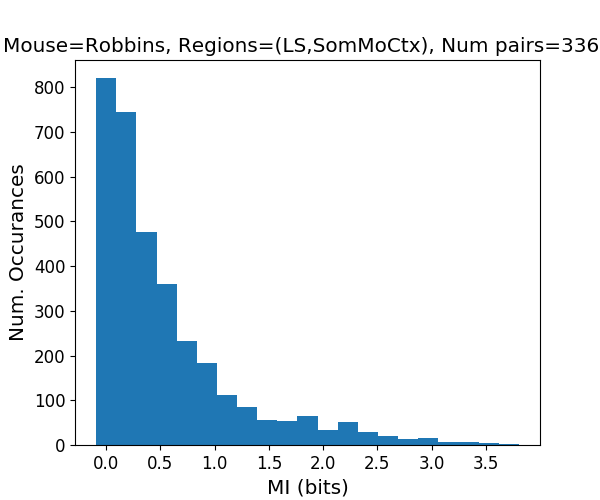 Mouse=Robbins, Regions=(LS,SomMoCtx), Num pairs=336
Num. Occurances
800
700
600
500
400
300
200
100
0
0.0 0.5 1.0 1.5 2.0 2.5 3.0 3.5
MI (bits)